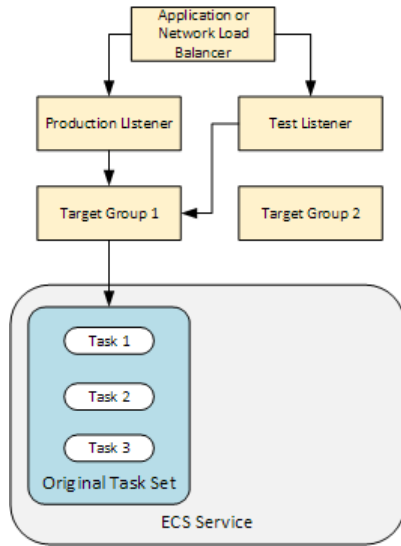 Application or
Network Load
Balancer
Production Listener
Test Listener
Target Group 1
Target Group 2
Task 1
Task 2
Task 3
Original Task Set
ECS Service